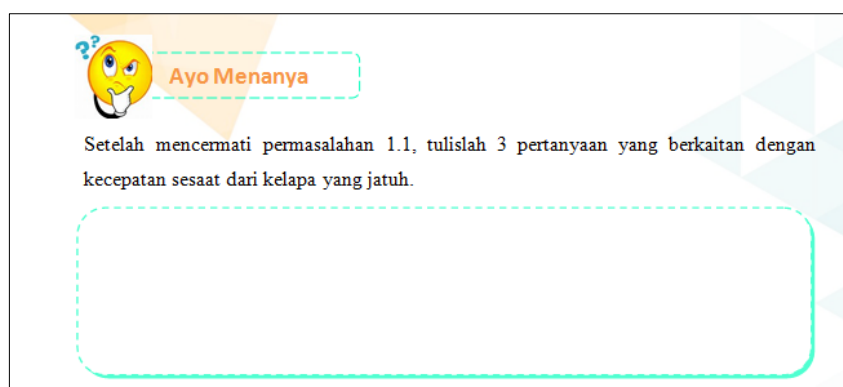 ??
Ayo Menanya
Setelah mencermati permasalahan 1.1, tulislah 3 pertanyaan yang berkaitan dengan
kecepatan sesaat dari kelapa yang jatuh.